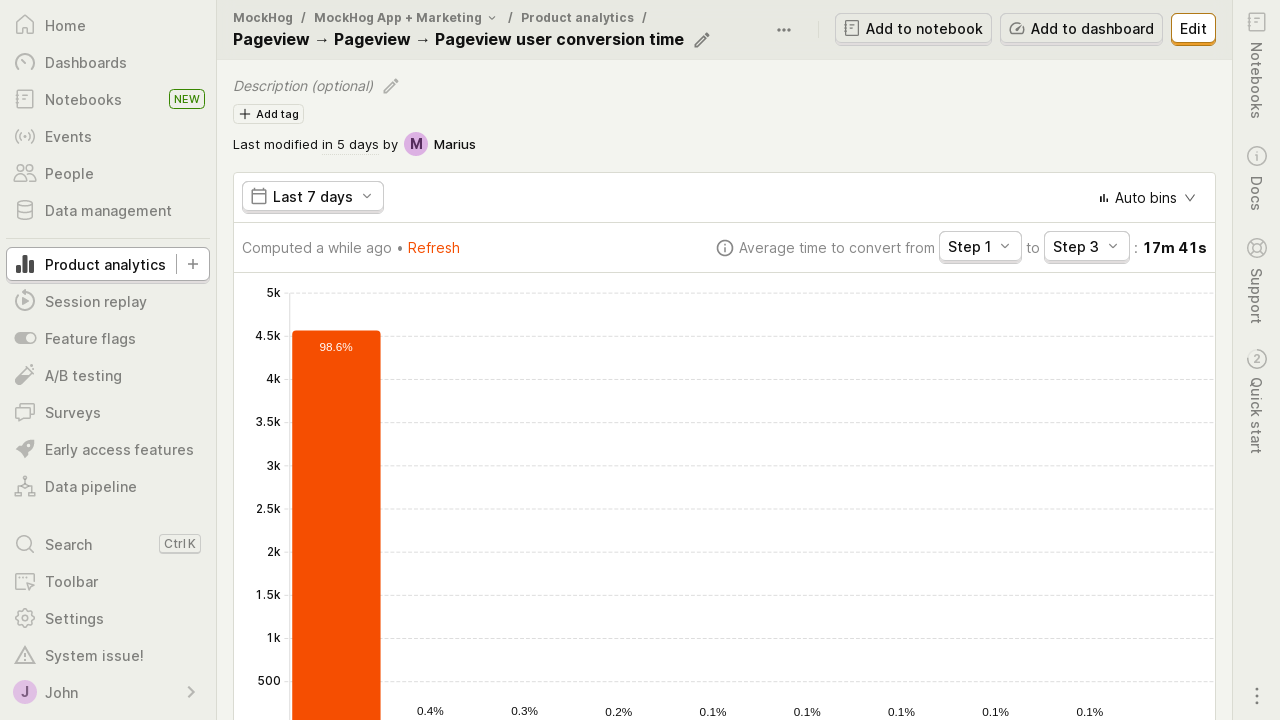 Home
Dashboards
Notebooks NEW
Events
People
Data management
Product analytics
Session replay
Feature flags
A/B testing
Surveys
Early access features
Data pipeline
Search Ctrl K
Toolbar
Settings
System issue!
J John
MockHog / MockHog App + Marketing / Product analytics /
Pageview → Pageview → Pageview user conversion time
Add to notebook
Add to dashboard
Edit
Description (optional)
Add tag
Last modified in 5 days by M Marius
Last 7 days
Auto bins
Computed a while ago • Refresh
Average time to convert from Step 1 to Step 3 : 17m 41s
5k
4.5k
4k
3.5k
3k
2.5k
2k
1.5k
1k
500
98.6%
0.4%
0.3%
0.2%
0.1%
0.1%
0.1%
0.1%
0.1%
Notebooks
Docs
Support
2
Quick start